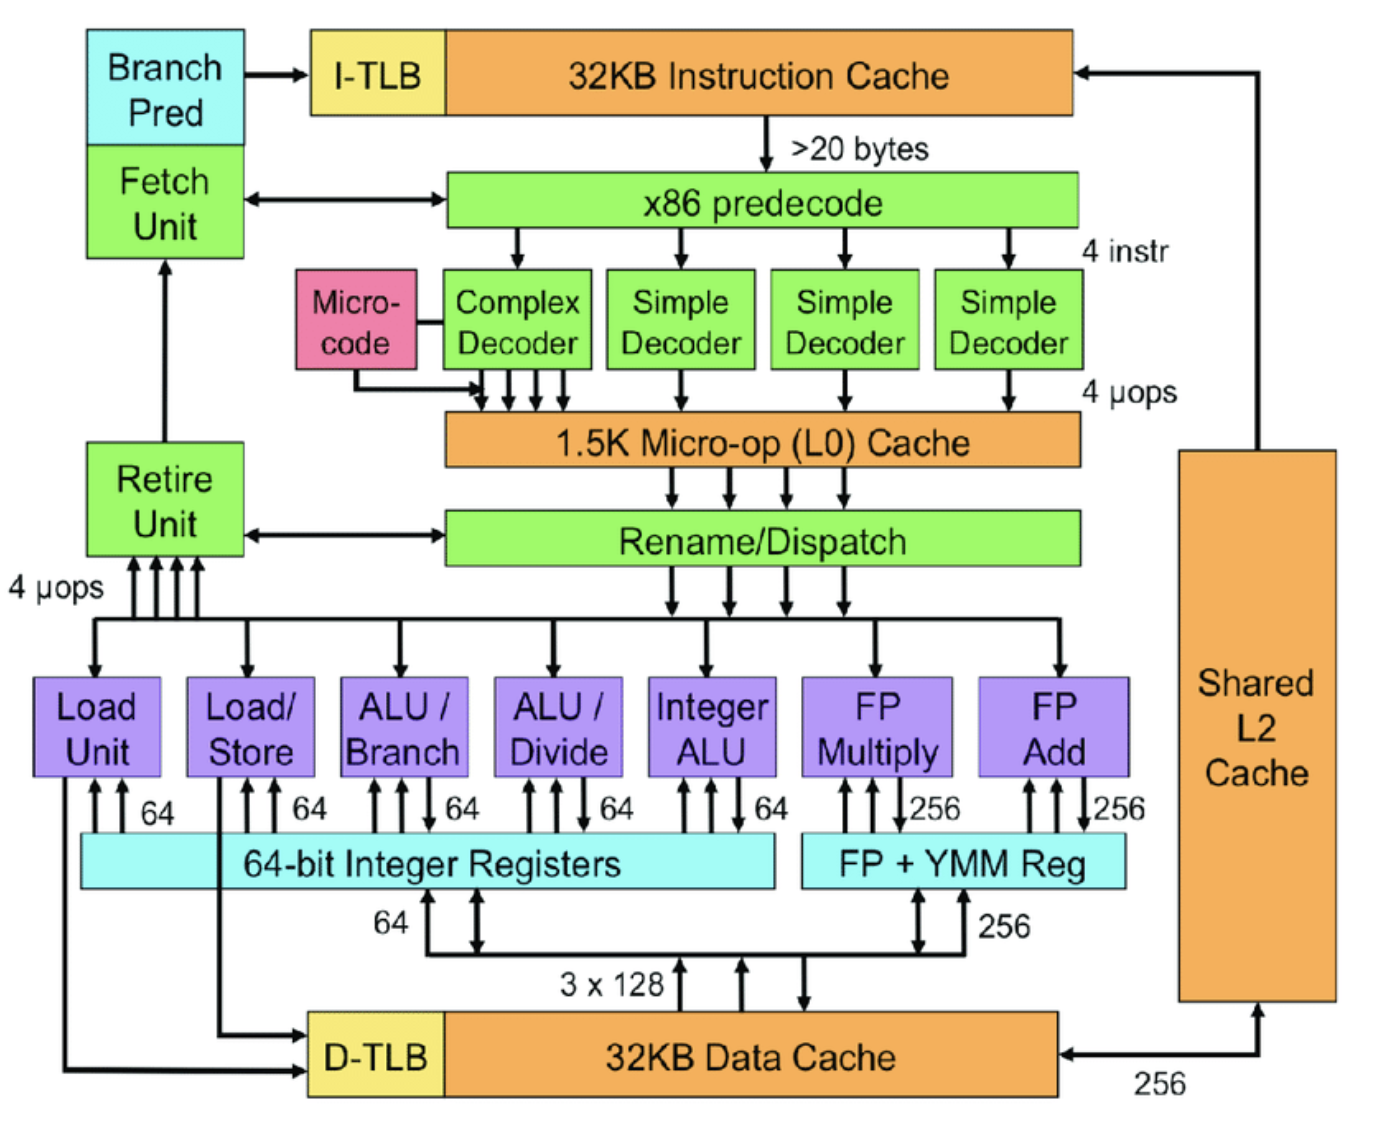 Branch
Pred
I-TLB
32KB Instruction Cache
>20 bytes
Fetch
Unit
x86 predecode
4 instr
Micro-
code
Complex
Decoder
Simple
Decoder
Simple
Decoder
Simple
Decoder
4 µops
1.5K Micro-op (L0) Cache
Retire
Unit
Rename/Dispatch
4 µops
Load
Unit
Load/
Store
ALU /
Branch
ALU /
Divide
Integer
ALU
FP
Multiply
FP
Add
Shared
L2
Cache
64
64
64
64
64
256
256
64-bit Integer Registers
FP + YMM Reg
64
256
3 x 128
D-TLB
32KB Data Cache
256